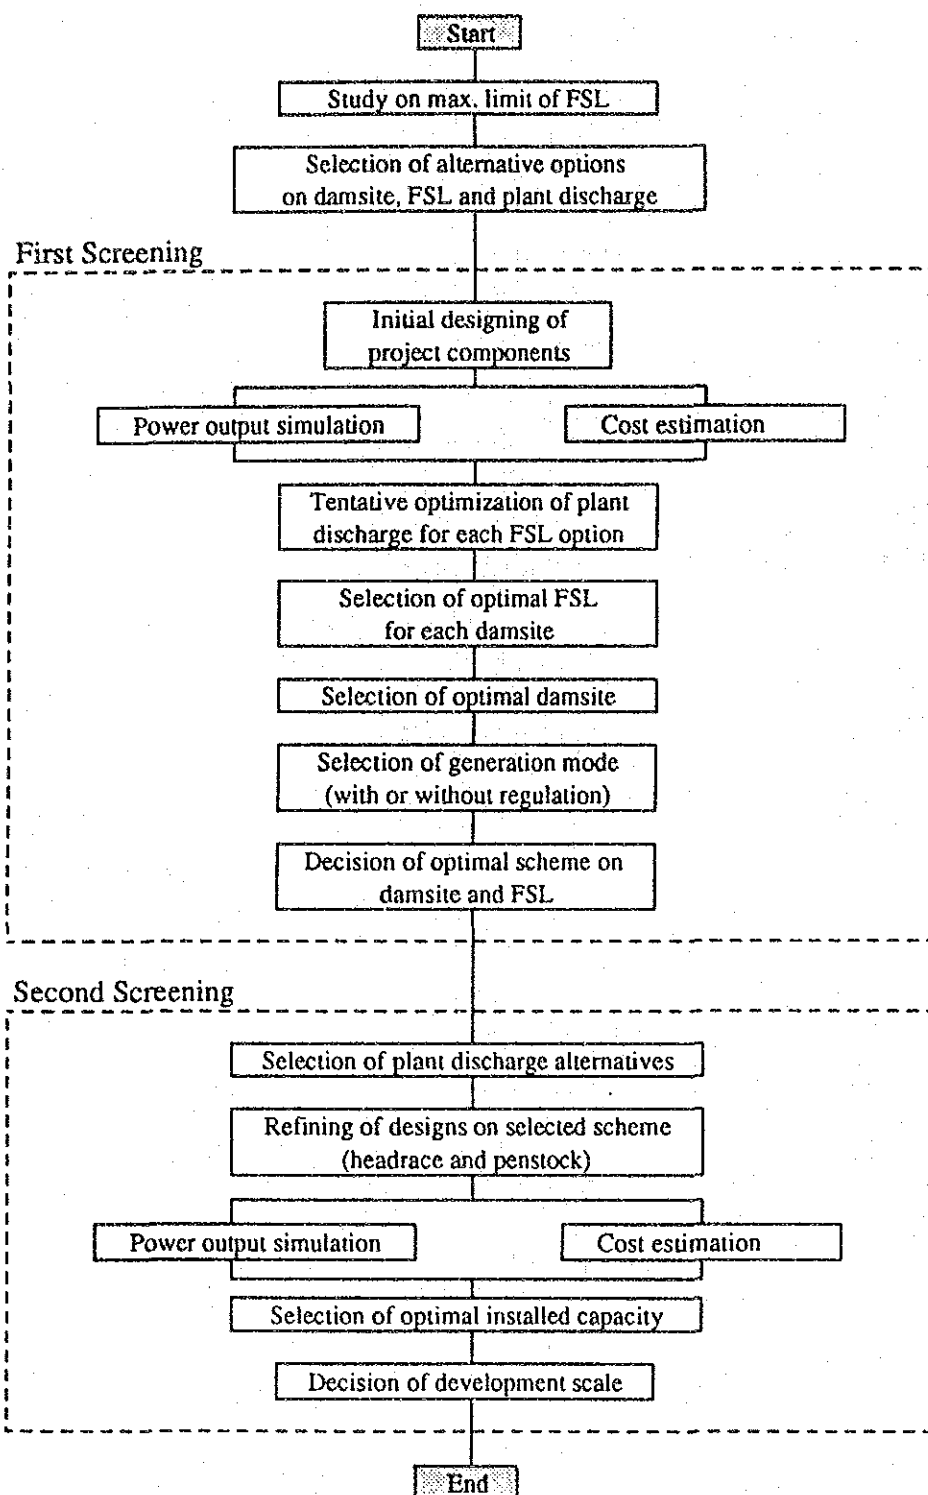 Start
Study on max. limit of FSL
Selection of alternative options
on damsite, FSL and plant discharge
First Screening
Initial designing of
project components
Power output simulation
Cost estimation
Tentative optimization of plant
discharge for each FSL option
Selection of optimal FSL
for each damsite
Selection of optimal damsite
Selection of generation mode
(with or without regulation)
Decision of optimal scheme on
damsite and FSL
Second Screening
Selection of plant discharge alternatives
Refining of designs on selected scheme
(headrace and penstock)
Power output simulation
Cost estimation
Selection of optimal installed capacity
Decision of development scale
End